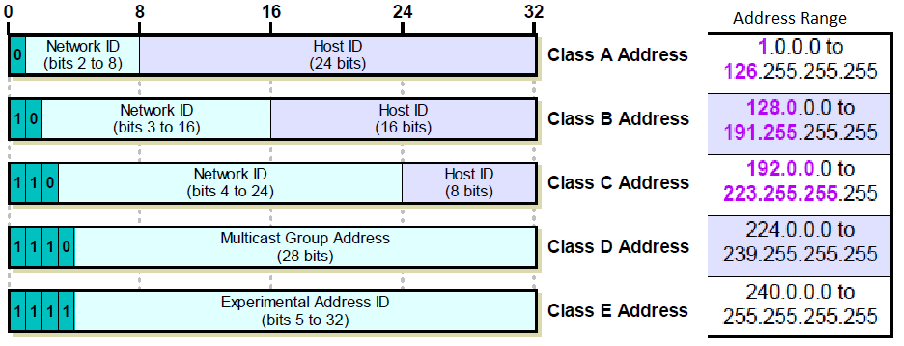 0 8 16 24 32
Address Range
0 Network ID Host ID
(bits 2 to 8) (24 bits)
Class A Address
1.0.0.0 to
126.255.255.255
1 0 Network ID Host ID
(bits 3 to 16) (16 bits)
Class B Address
128.0.0.0 to
191.255.255.255
1 1 0 Network ID Host ID
(bits 4 to 24) (8 bits)
Class C Address
192.0.0.0 to
223.255.255.255
1 1 1 0 Multicast Group Address
(28 bits)
Class D Address
224.0.0.0 to
239.255.255.255
1 1 1 1 Experimental Address ID
(bits 5 to 32)
Class E Address
240.0.0.0 to
255.255.255.255